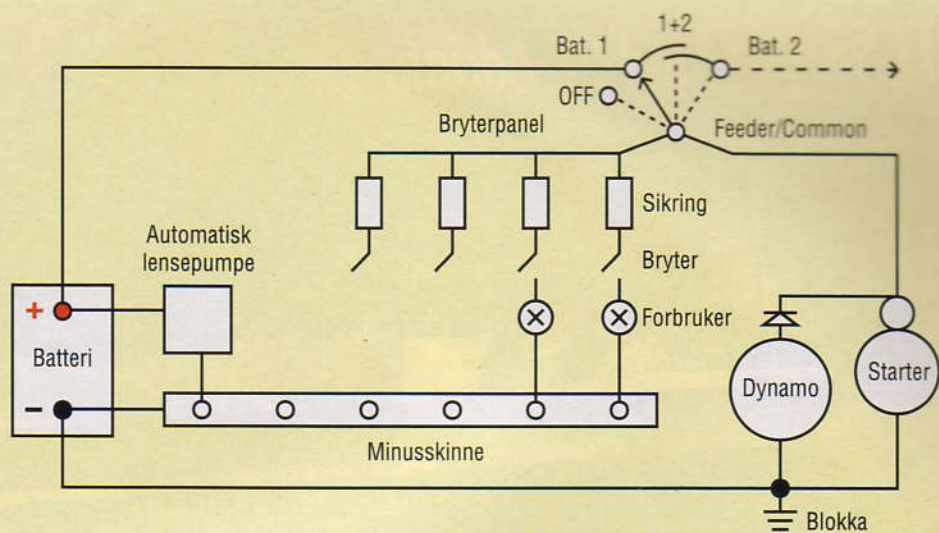 1+2
Bat. 1
Bat. 2
OFF
Bryterpanel
Feeder/Common
Sikring
Automatisk
lensepumpe
Bryter
+
Batteri
Forbruker
Dynamo
Starter
–
Minusskinne
Blokka